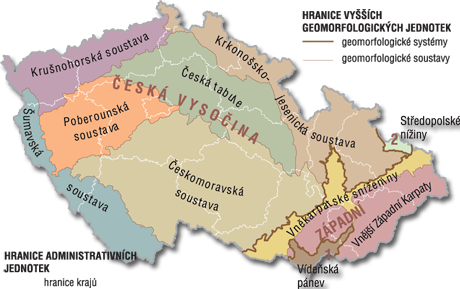 HRANICE VYŠŠÍCH
GEOMORFOLOGICKÝCH JEDNOTEK
geomorfologické systémy
geomorfologické soustavy
Krušnohorská soustava
Krkonošsko-
Jesenická soustava
Česká tabule
ČESKÁ VYSOČINA
Poberounská
soustava
Šumavská
soustava
Českomoravská
soustava
Středopolské
nížiny
2
Vněkarpatské sníženiny
ZÁPADNÍ
Vnější Západní Karpaty
Vídeňská
pánev
HRANICE ADMINISTRATIVNÍCH
JEDNOTEK
hranice krajů